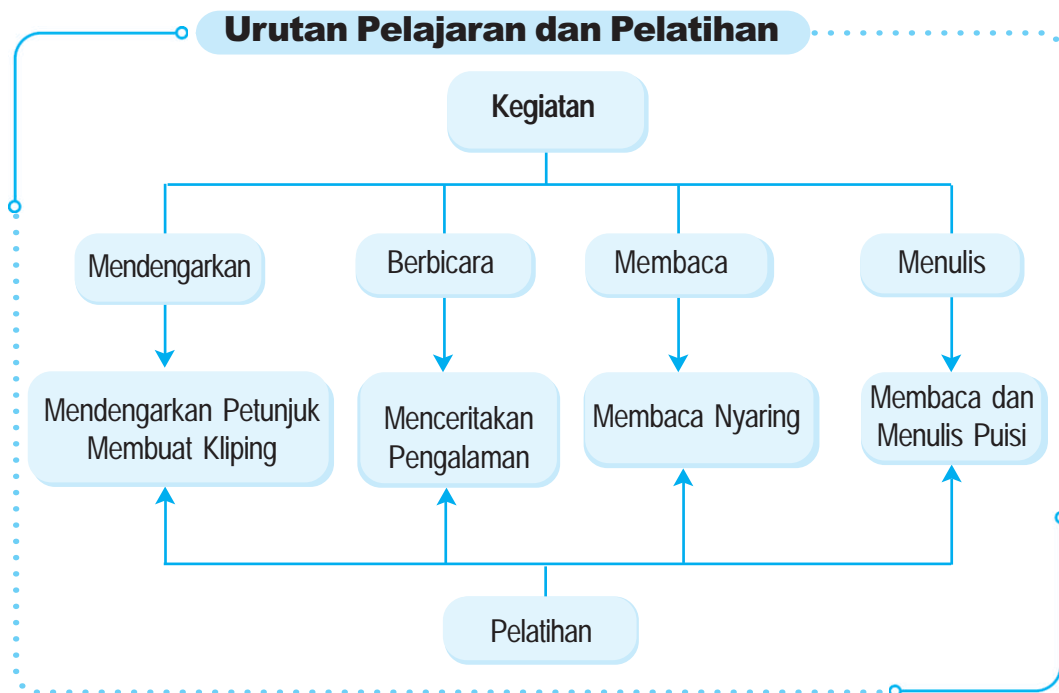 Urutan Pelajaran dan Pelatihan
Kegiatan
Mendengarkan
Berbicara
Membaca
Menulis
Mendengarkan Petunjuk
Membuat Kliping
Menceritakan
Pengalaman
Membaca Nyaring
Membaca dan
Menulis Puisi
Pelatihan